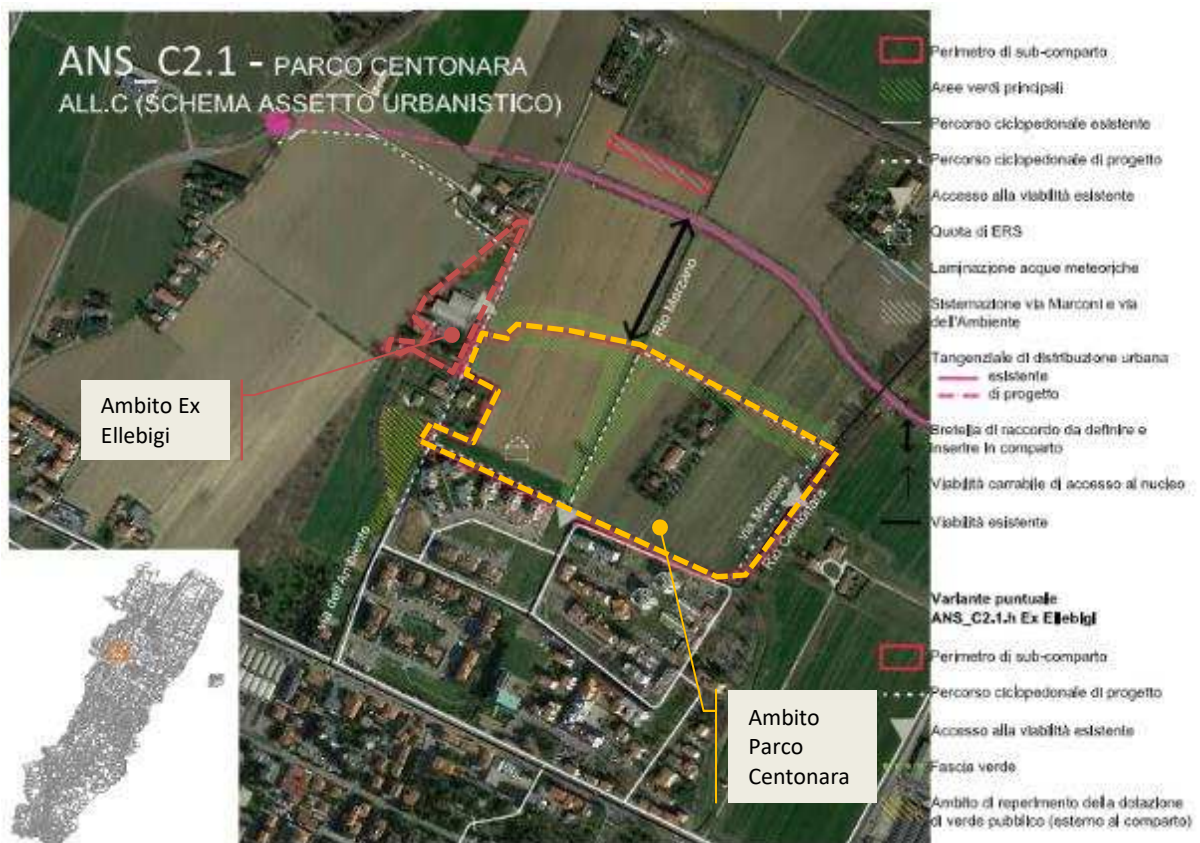 ANS_C2.1 - PARCO CENTONARA
ALL.C (SCHEMA ASSETTO URBANISTICO)
Perimetro di sub-comparto
Aree verdi principali
Percorso ciclopedonale esistente
Percorso ciclopedonale di progetto
Accesso alla viabilità esistente
Quota di ERS
Laminazione acque meteoriche
Sistemazione via Marconi e via
dell'Ambiente
Tangenziale di distribuzione urbana
esistente
di progetto
Bretella di raccordo da definire e
inserire in comparto
Viabilità carrabile di accesso al nucleo
Viabilità esistente
Variante puntuale
ANS_C2.1.h Ex Ellebigi
Perimetro di sub-comparto
Percorso ciclopedonale di progetto
Accesso alla viabilità esistente
Fascia verde
Ambito di reperimento della dotazione
di verde pubblico (esterno al comparto)
Rio Marzano
Ambito Ex
Ellebigi
via Marconi
Rio Centonara
via dell'Ambiente
Ambito
Parco
Centonara